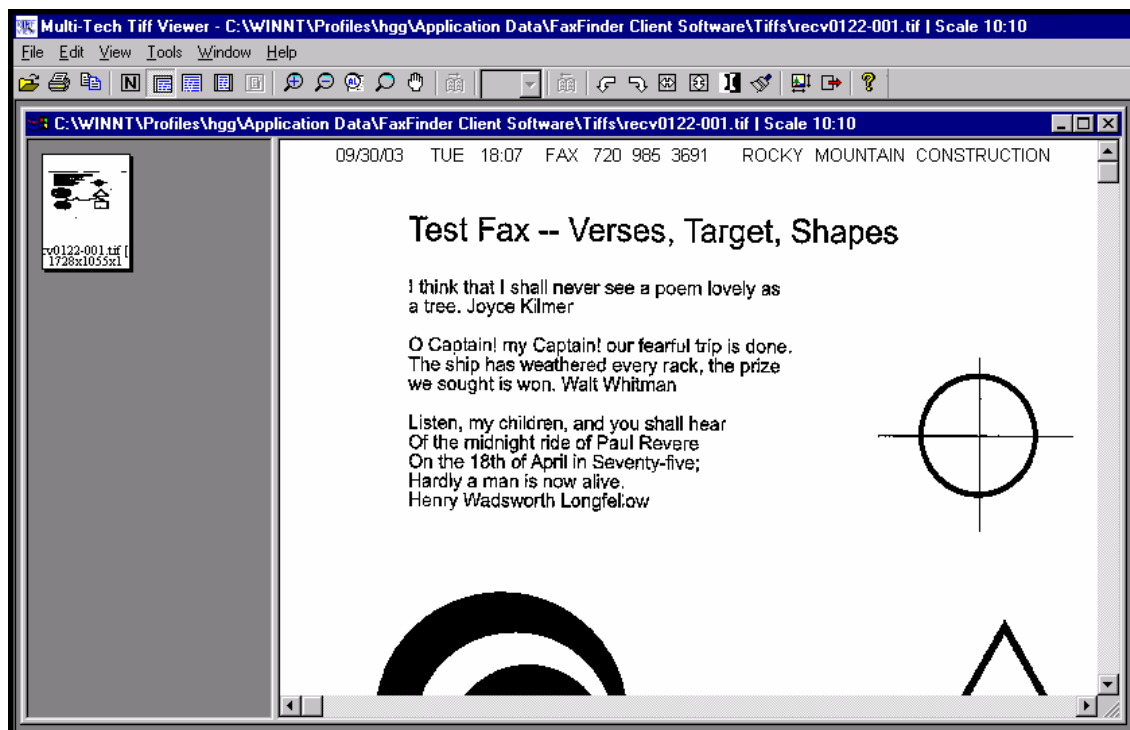 Multi-Tech Tiff Viewer - C:\WINNT\Profiles\hgg\Application Data\FaxFinder Client Software\Tiffs\recv0122-001.tif | Scale 10:10
File Edit View Tools Window Help
N
C:\WINNT\Profiles\hgg\Application Data\FaxFinder Client Software\Tiffs\recv0122-001.tif | Scale 10:10
cv0122-001.tif [
1728x1055x1
09/30/03 TUE 18:07 FAX 720 985 3691 ROCKY MOUNTAIN CONSTRUCTION
Test Fax -- Verses, Target, Shapes
I think that I shall never see a poem lovely as
a tree. Joyce Kilmer
O Captain! my Captain! our fearful trip is done.
The ship has weathered every rack, the prize
we sought is won. Walt Whitman
Listen, my children, and you shall hear
Of the midnight ride of Paul Revere
On the 18th of April in Seventy-five;
Hardly a man is now alive.
Henry Wadsworth Longfellow